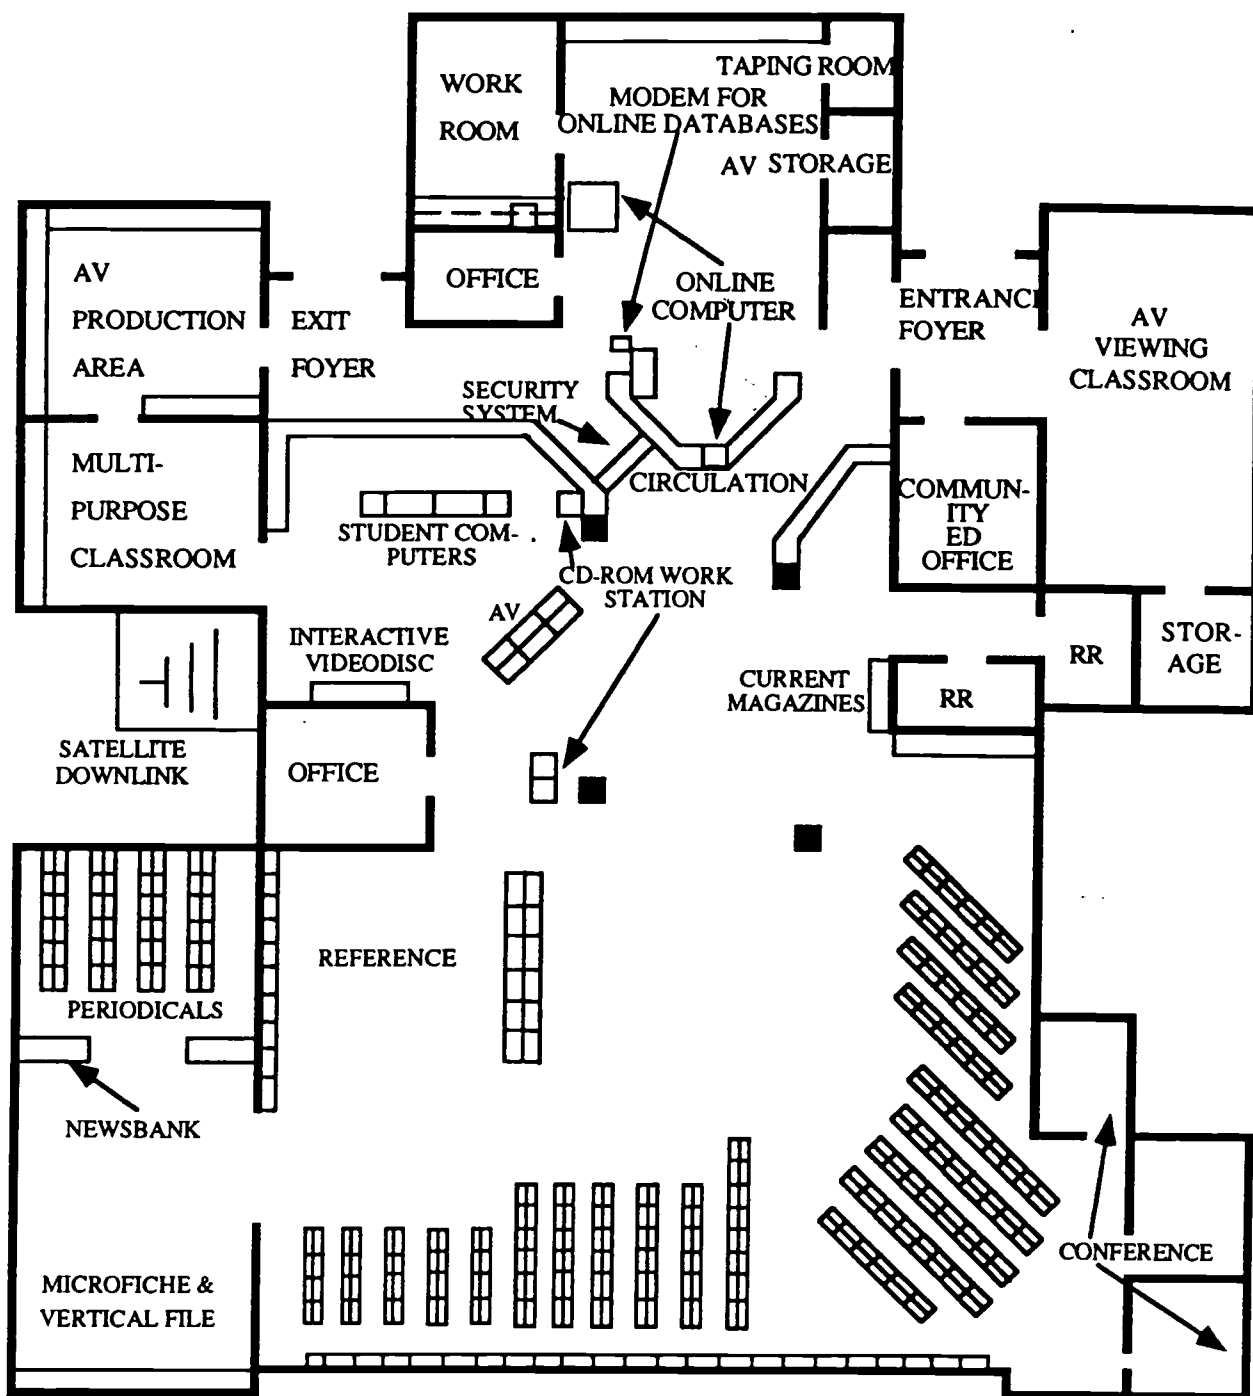 WORK
ROOM
TAPING ROOM
MODEM FOR
ONLINE DATABASES
AV STORAGE
AV
PRODUCTION
AREA
EXIT
FOYER
OFFICE
ONLINE
COMPUTER
ENTRANCE
FOYER
AV
VIEWING
CLASSROOM
SECURITY
SYSTEM
MULTI-
PURPOSE
CLASSROOM
CIRCULATION
COMMUN-
ITY
ED
OFFICE
STUDENT COM-
PUTERS
CD-ROM WORK
STATION
AV
INTERACTIVE
VIDEODISC
CURRENT
MAGAZINES
RR
RR
STOR-
AGE
SATELLITE
DOWNLINK
OFFICE
REFERENCE
PERIODICALS
NEWSBANK
CONFERENCE
MICROFICHE &
VERTICAL FILE